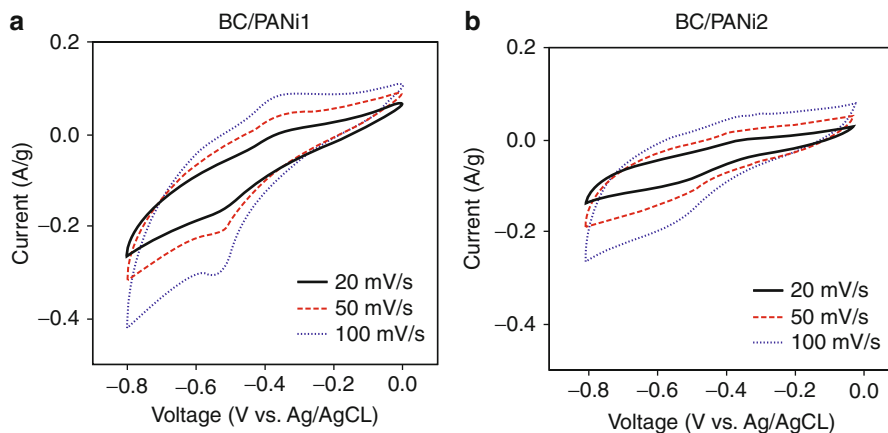 a
BC/PANi1
0.2
0.0
−0.2
−0.4
Current (A/g)
20 mV/s
50 mV/s
100 mV/s
−0.8 −0.6 −0.4 −0.2 0.0
Voltage (V vs. Ag/AgCL)
b
BC/PANi2
0.2
0.0
−0.2
−0.4
Current (A/g)
20 mV/s
50 mV/s
100 mV/s
−0.8 −0.6 −0.4 −0.2 0.0
Voltage (V vs. Ag/AgCL)